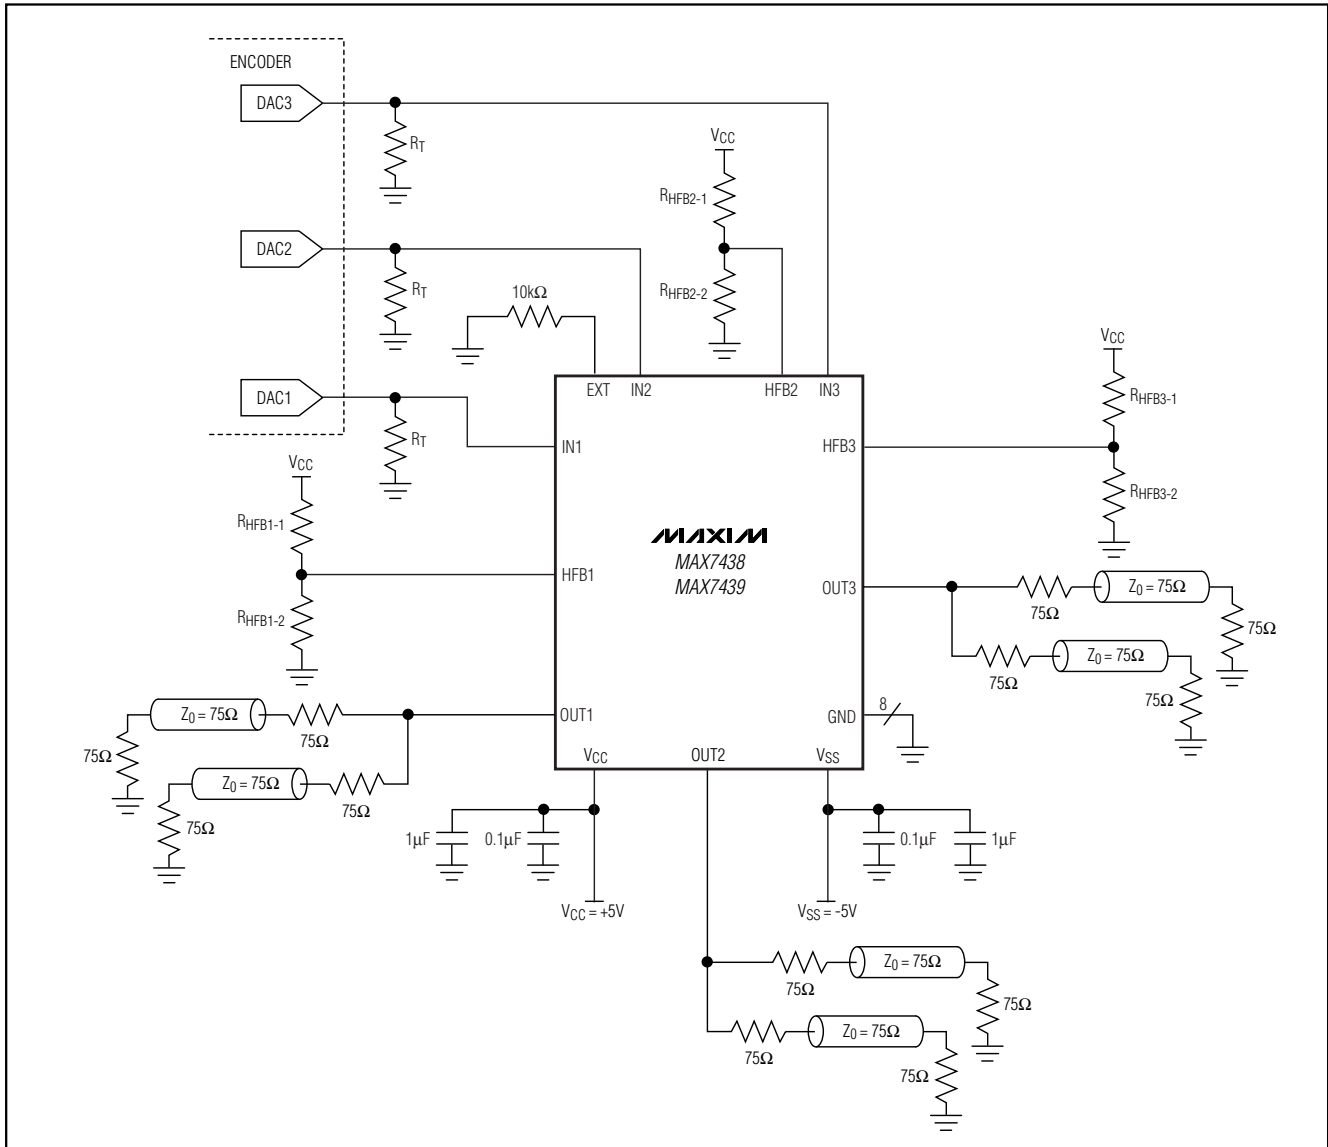 ENCODER
DAC3
RT
VCC
RHFB2-1
DAC2
RT
10kΩ
RHFB2-2
VCC
DAC1
RT
EXT
IN2
HFB2
IN3
RHFB3-1
IN1
HFB3
VCC
RHFB3-2
RHFB1-1
MAXIM
MAX7438
MAX7439
HFB1
OUT3
Z0 = 75Ω
75Ω
75Ω
RHFB1-2
Z0 = 75Ω
75Ω
75Ω
Z0 = 75Ω
75Ω
OUT1
GND
8
75Ω
VCC
OUT2
VSS
Z0 = 75Ω
75Ω
75Ω
1µF
0.1µF
0.1µF
1µF
VCC = +5V
VSS = -5V
Z0 = 75Ω
75Ω
75Ω
Z0 = 75Ω
75Ω
75Ω